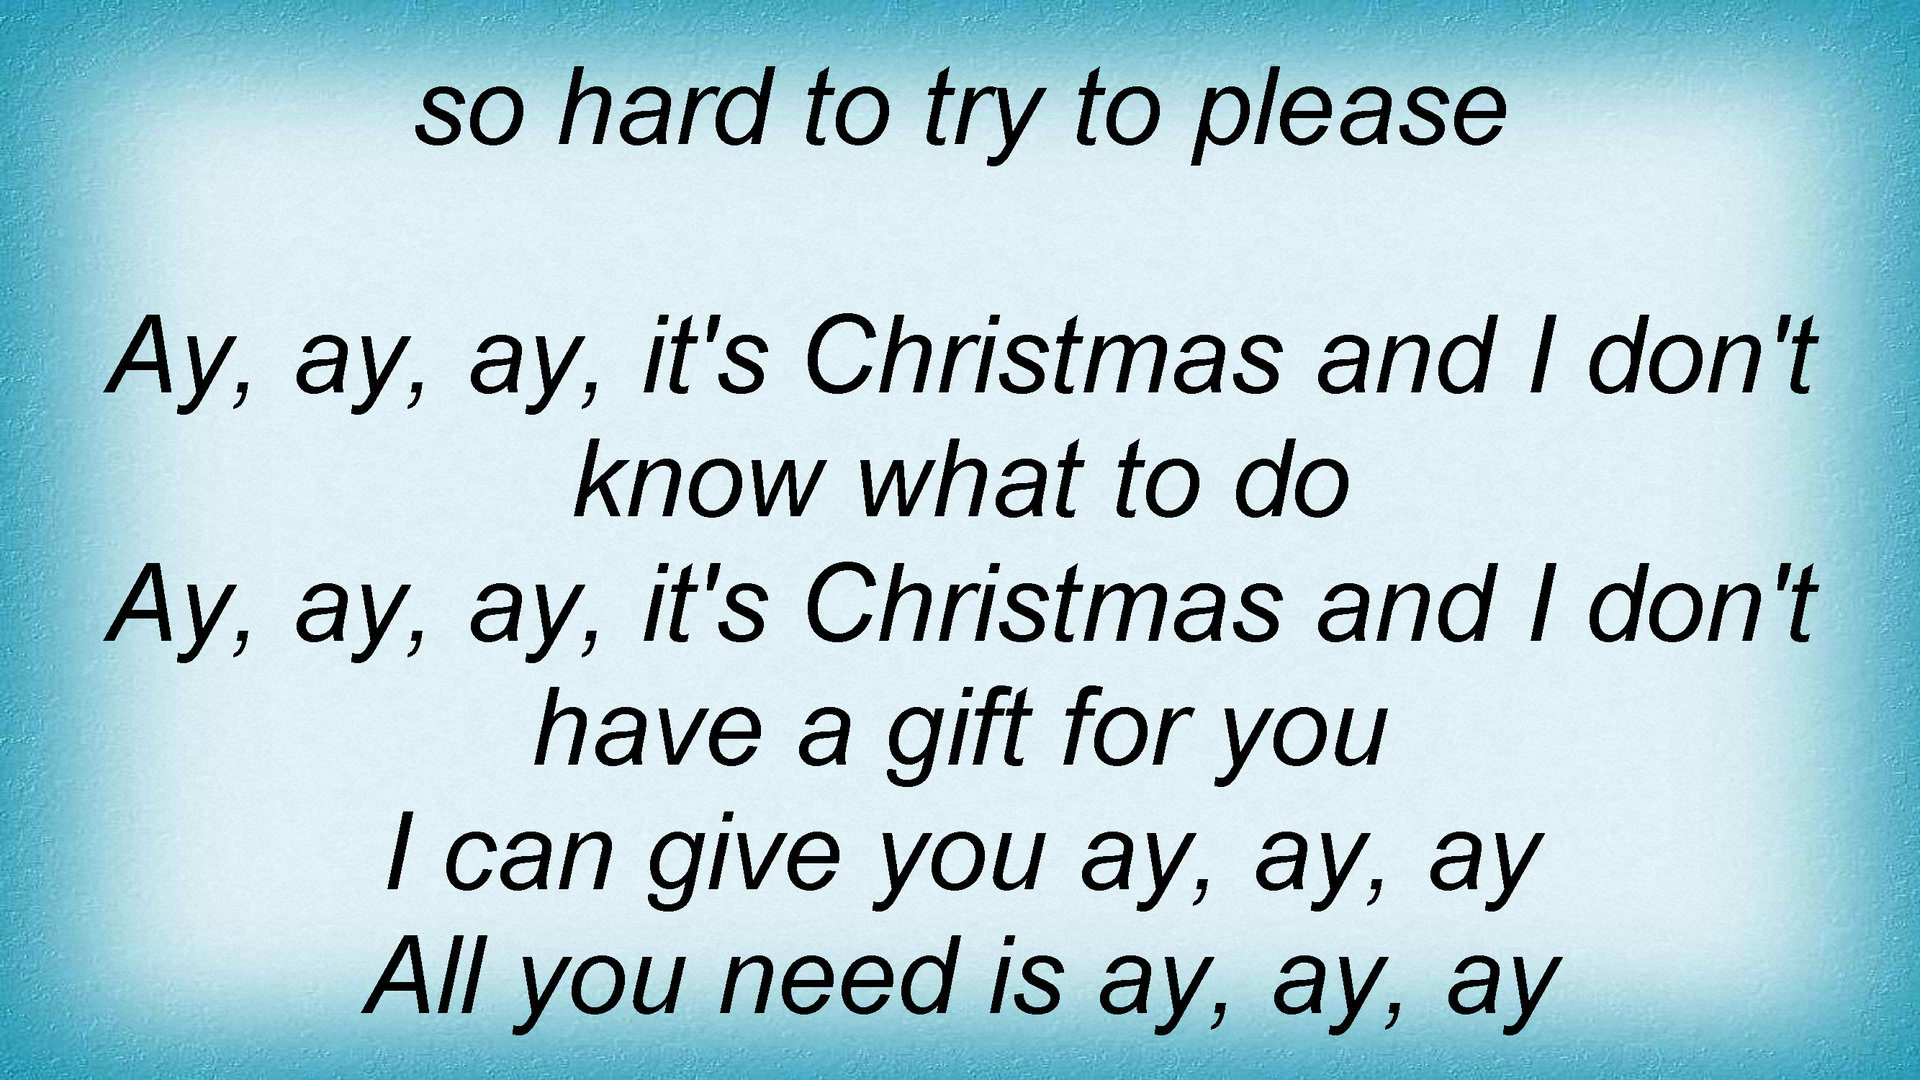 so hard to try to please
Ay, ay, ay, it's Christmas and I don't
know what to do
Ay, ay, ay, it's Christmas and I don't
have a gift for you
I can give you ay, ay, ay
All you need is ay, ay, ay